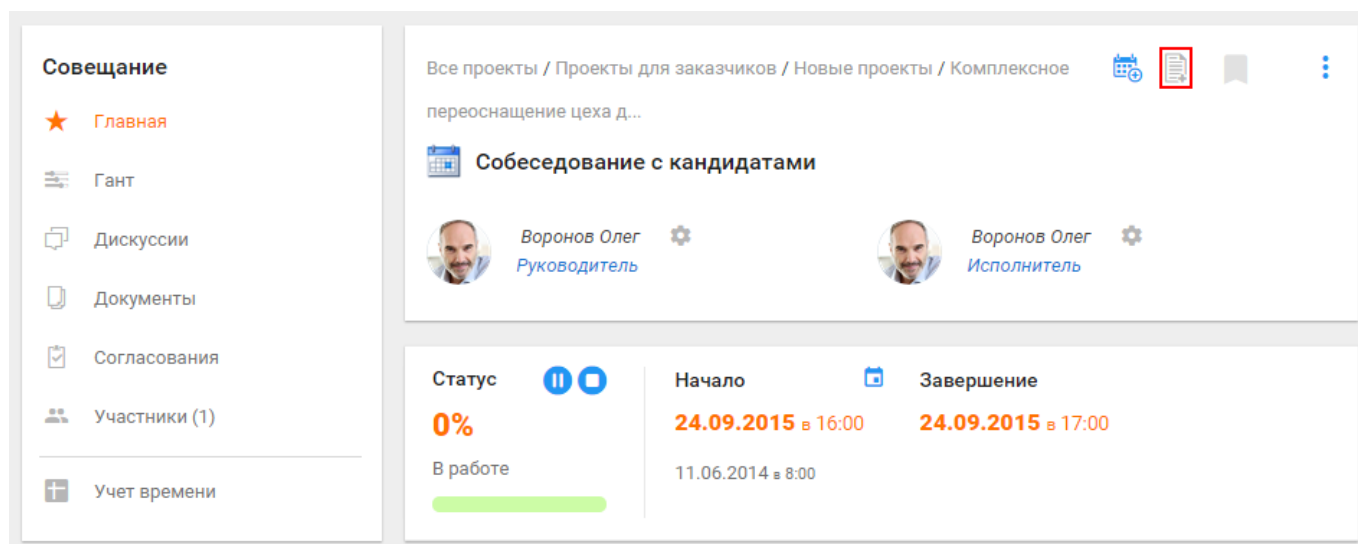 Совещание
Главная
Гант
Дискуссии
Документы
Согласования
Участники (1)
Учет времени
Все проекты / Проекты для заказчиков / Новые проекты / Комплексное
переоснащение цеха д...
Собеседование с кандидатами
Воронов Олег
Руководитель
Воронов Олег
Исполнитель
Статус
0%
В работе
Начало
24.09.2015 в 16:00
11.06.2014 в 8:00
Завершение
24.09.2015 в 17:00